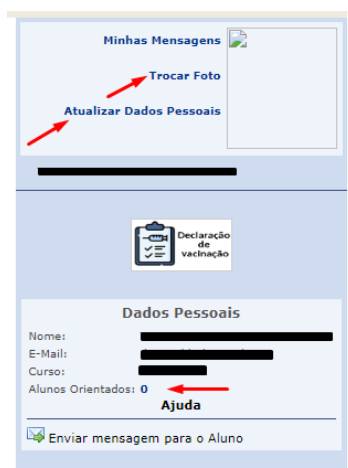 Minhas Mensagens
Trocar Foto
Atualizar Dados Pessoais
Declaração
de
vacinação
Dados Pessoais
Nome:
E-Mail:
Curso:
Alunos Orientados: 0
Ajuda
Enviar mensagem para o Aluno